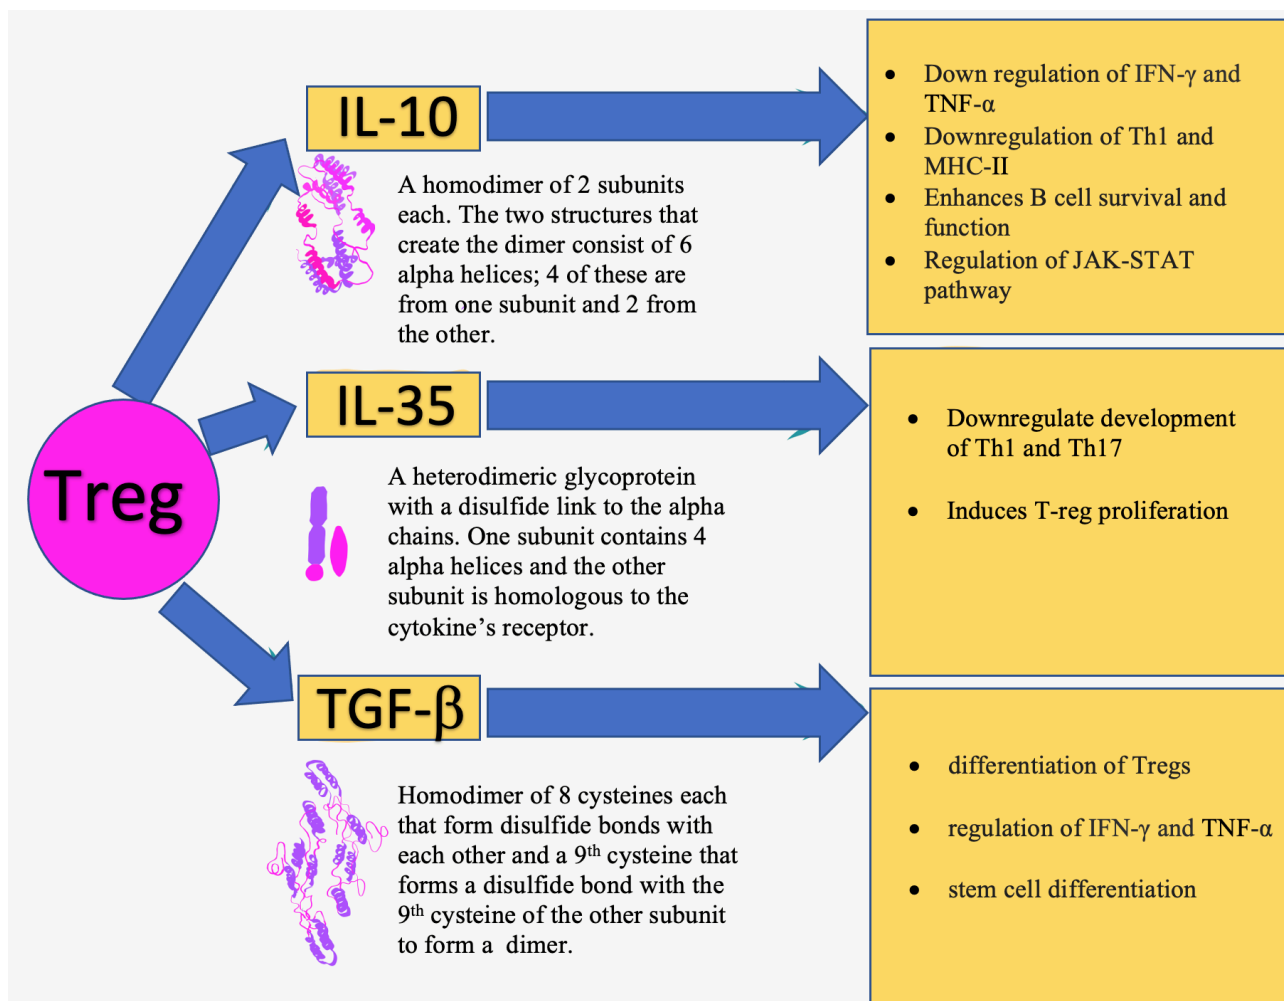 Treg
IL-10
A homodimer of 2 subunits
each. The two structures that
create the dimer consist of 6
alpha helices; 4 of these are
from one subunit and 2 from
the other.
• Down regulation of IFN-γ and
TNF-α
• Downregulation of Th1 and
MHC-II
• Enhances B cell survival and
function
• Regulation of JAK-STAT
pathway
IL-35
A heterodimeric glycoprotein
with a disulfide link to the alpha
chains. One subunit contains 4
alpha helices and the other
subunit is homologous to the
cytokine’s receptor.
• Downregulate development
of Th1 and Th17
• Induces T-reg proliferation
TGF-β
Homodimer of 8 cysteines each
that form disulfide bonds with
each other and a 9th cysteine that
forms a disulfide bond with the
9th cysteine of the other subunit
to form a dimer.
• differentiation of Tregs
• regulation of IFN-γ and TNF-α
• stem cell differentiation